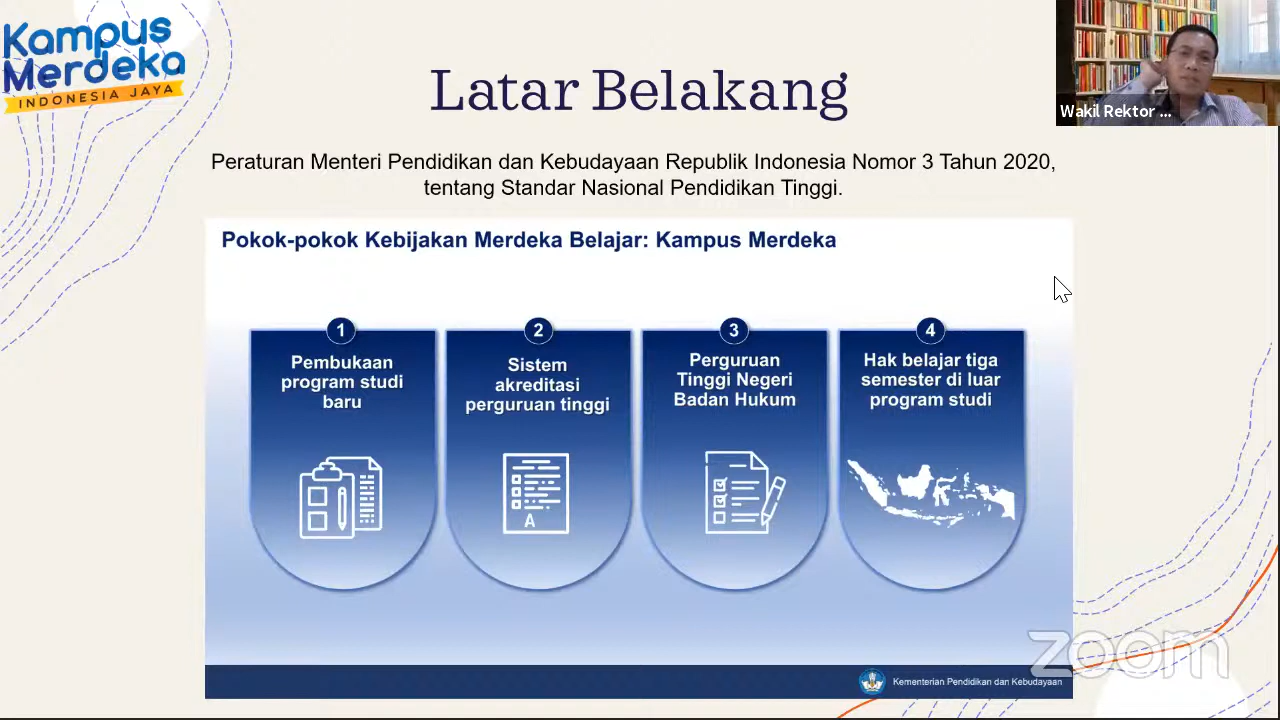 Kampus
Merdeka
INDONESIA JAYA
Latar Belakang
Wakil Rektor ...
Peraturan Menteri Pendidikan dan Kebudayaan Republik Indonesia Nomor 3 Tahun 2020,
tentang Standar Nasional Pendidikan Tinggi.
Pokok-pokok Kebijakan Merdeka Belajar: Kampus Merdeka
1
Pembukaan
program studi
baru
2
Sistem
akreditasi
perguruan tinggi
A
3
Perguruan
Tinggi Negeri
Badan Hukum
4
Hak belajar tiga
semester di luar
program studi
zoom
Kementerian Pendidikan dan Kebudayaan